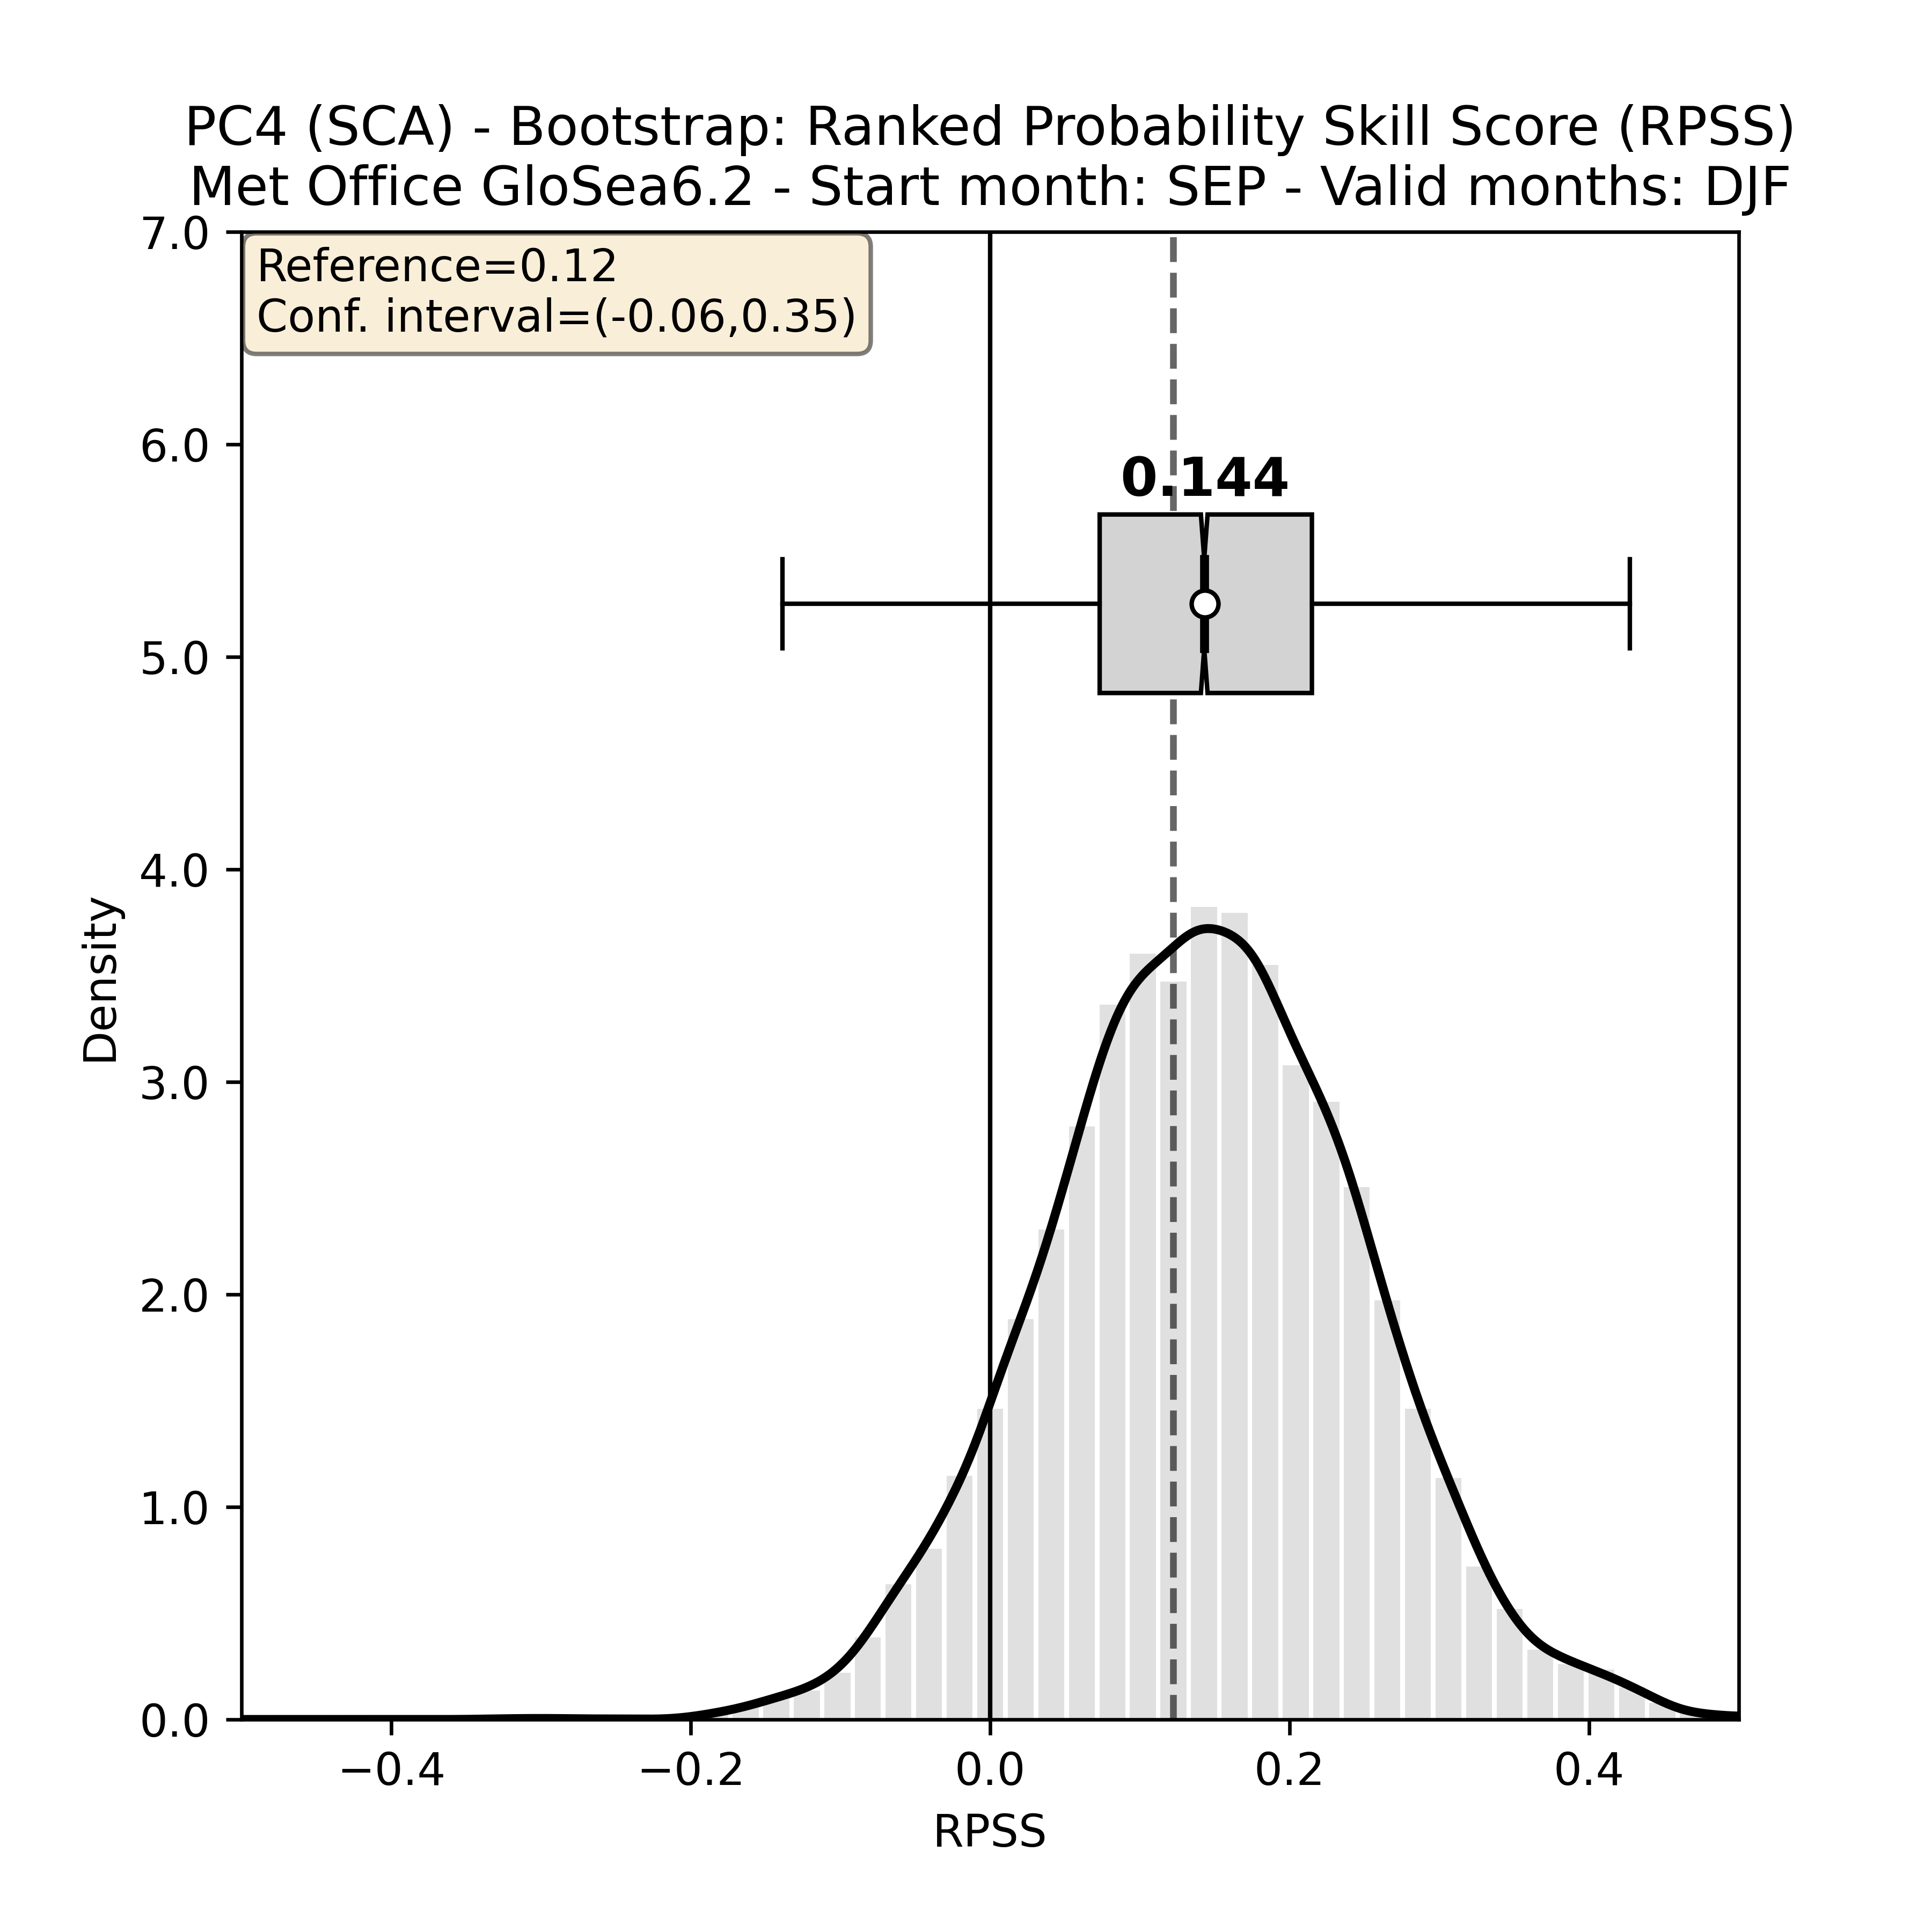 PC4 (SCA) - Bootstrap: Ranked Probability Skill Score (RPSS)
Met Office GloSea6.2 - Start month: SEP - Valid months: DJF
Reference=0.12
Conf. interval=(-0.06,0.35)
0.144
7.0
6.0
5.0
4.0
3.0
2.0
1.0
0.0
Density
−0.4
−0.2
0.0
0.2
0.4
RPSS